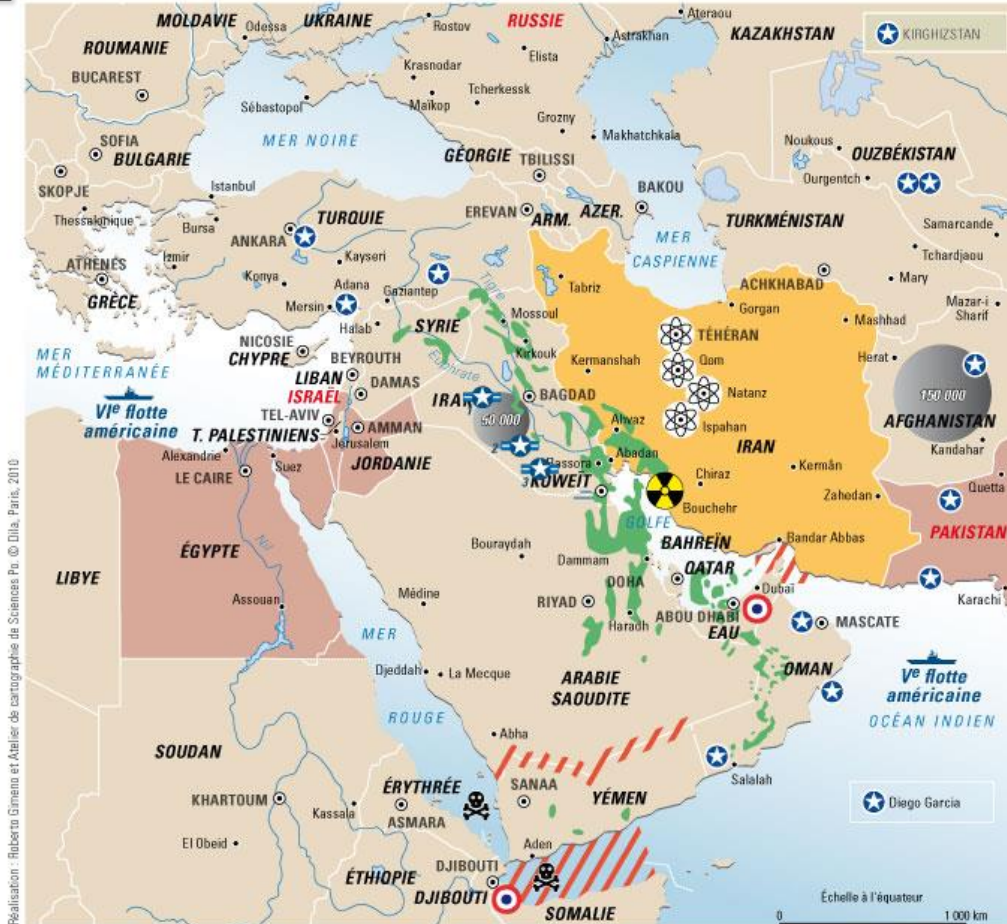 MOLDAVIE
UKRAINE
RUSSIE
Ateraou
Odessa
Rostov
Astrakhan
KAZAKHSTAN
KIRGHIZSTAN
ROUMANIE
Elista
BUCAREST
Krasnodar
Sébastopol
Maïkop
Tcherkessk
Grozny
Makhatchkala
MER NOIRE
Noukous
OUZBÉKISTAN
SOFIA
BULGARIE
GÉORGIE
TBILISSI
Ourgentch
SKOPJE
Istanbul
BAKOU
Thessalonique
Bursa
TURQUIE
EREVAN
ARM.
AZER.
TURKMÉNISTAN
Samarcande
ANKARA
MER
CASPIENNE
Tchardjaou
ATHÈNES
Izmir
Kayseri
ACHKHABAD
Mary
GRÈCE
Konya
Adana
Gaziantep
Tigre
Tabriz
Gorgan
Mazar-i
Sharif
Mersin
Mossoul
Mashhad
Halab
SYRIE
TÉHÉRAN
NICOSIE
CHYPRE
BEYROUTH
Kirkouk
Kermanshah
Qom
Herat
MER
MÉDITERRANÉE
LIBAN
DAMAS
Euphrate
BAGDAD
Natanz
150 000
ISRAËL
50 000
Ahvaz
Ispahan
AFGHANISTAN
VIe flotte
américaine
TEL-AVIV
AMMAN
IRAN
T. PALESTINIENS
Jerusalem
2
Abadan
Kandahar
Alexandrie
Suez
JORDANIE
3
KOWEÏT
Chiraz
Kermân
LE CAIRE
Zahedan
Quetta
Bouchehr
GOLFE
PAKISTAN
ÉGYPTE
Nil
Bouraydah
BAHREÏN
Bandar Abbas
LIBYE
Dammam
QATAR
DOHA
Dubaï
Karachi
Assouan
Médine
RIYAD
Haradh
ABOU DHABI
EAU
MASCATE
MER
Djeddah
La Mecque
ARABIE
SAOUDITE
OMAN
Ve flotte
américaine
OCÉAN INDIEN
ROUGE
SOUDAN
Abha
Salalah
ÉRYTHRÉE
SANAA
YÉMEN
Diego Garcia
KHARTOUM
Kassala
ASMARA
El Obeid
Aden
DJIBOUTI
ÉTHIOPIE
DJIBOUTI
SOMALIE
Échelle à l'équateur
0
1 000 km
Réalisation : Roberto Gimeno et Atelier de cartographie de Sciences Po. © Dila, Paris, 2010